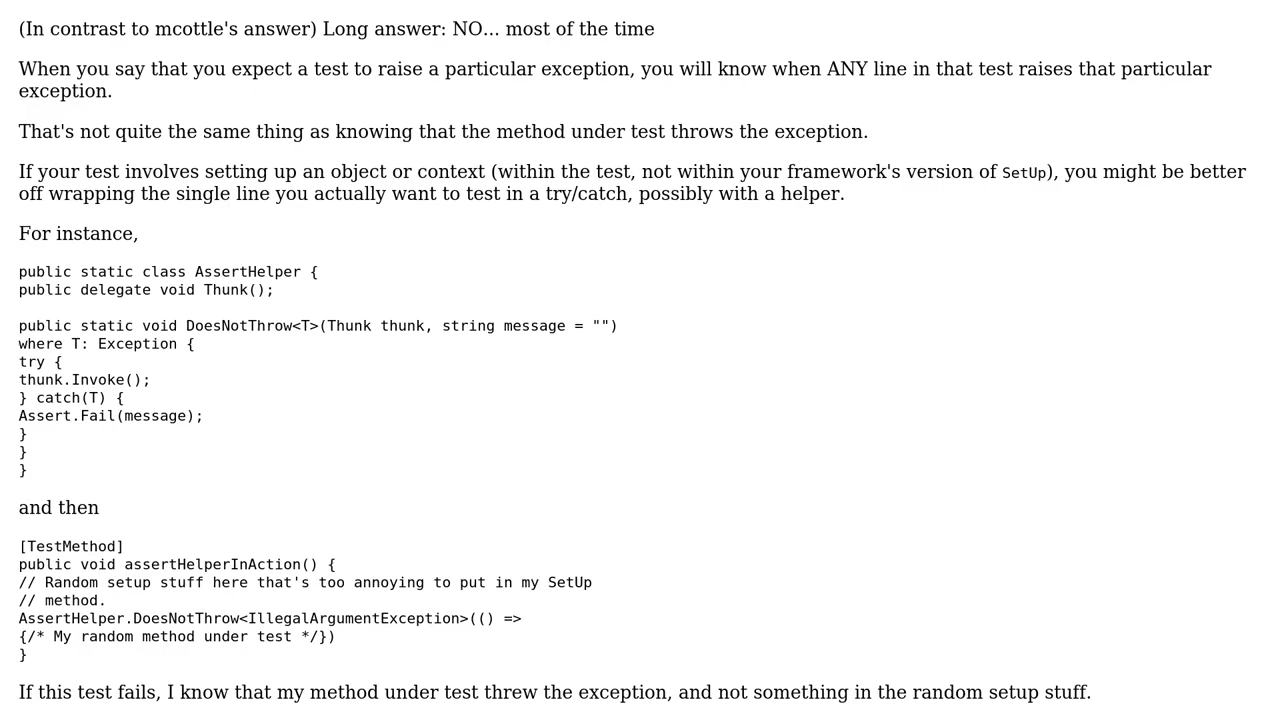 (In contrast to mcottle's answer) Long answer: NO... most of the time
When you say that you expect a test to raise a particular exception, you will know when ANY line in that test raises that particular
exception.
That's not quite the same thing as knowing that the method under test throws the exception.
If your test involves setting up an object or context (within the test, not within your framework's version of SetUp), you might be better
off wrapping the single line you actually want to test in a try/catch, possibly with a helper.
For instance,
public static class AssertHelper {
public delegate void Thunk();
public static void DoesNotThrow<T>(Thunk thunk, string message = "")
where T: Exception {
try {
thunk.Invoke();
} catch(T) {
Assert.Fail(message);
}
}
}
and then
[TestMethod]
public void assertHelperInAction() {
// Random setup stuff here that's too annoying to put in my SetUp
// method.
AssertHelper.DoesNotThrow<IllegalArgumentException>(() =>
{/* My random method under test */})
}
If this test fails, I know that my method under test threw the exception, and not something in the random setup stuff.